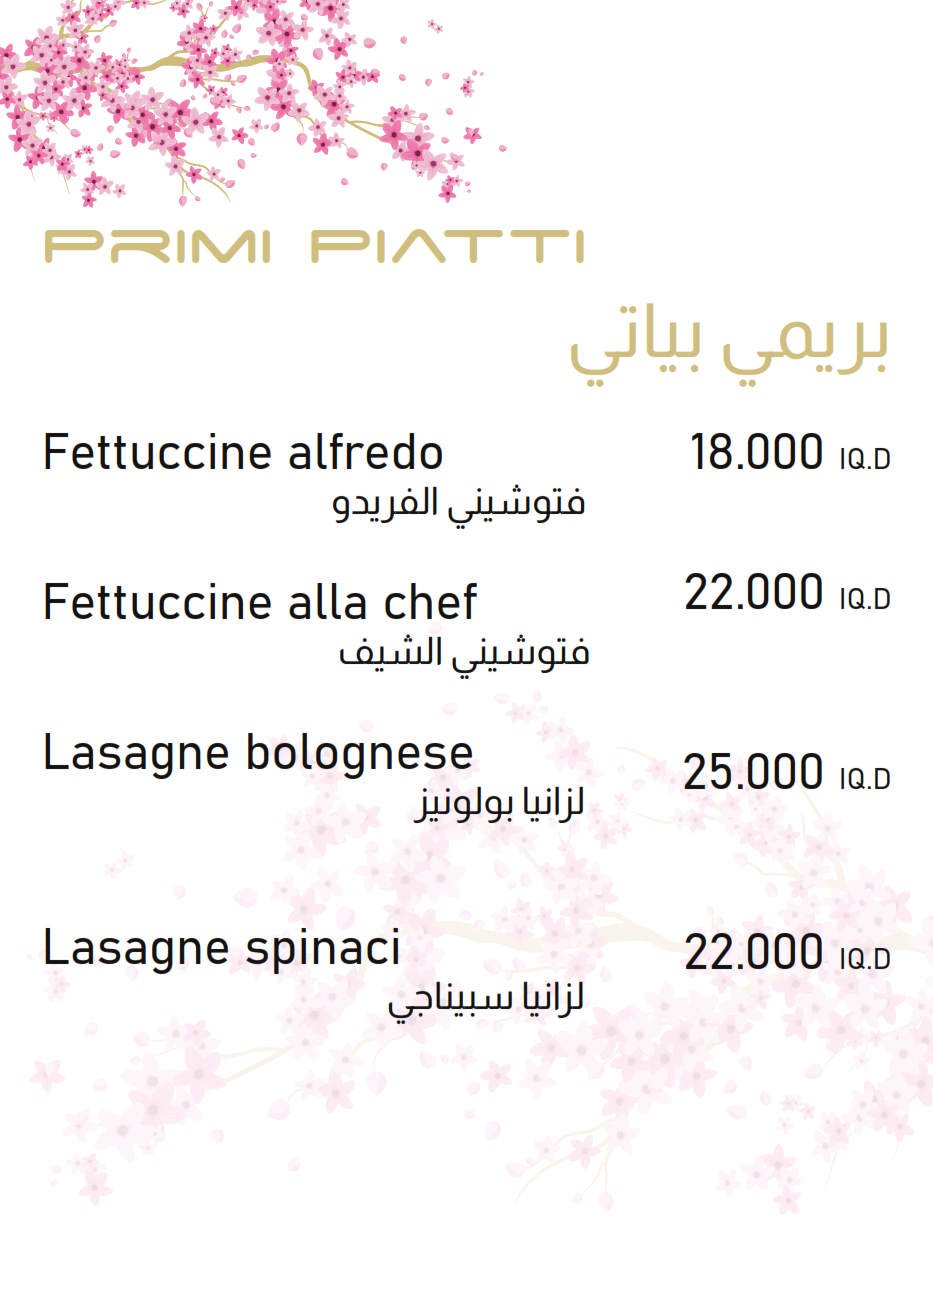 PRIMI PIATTI
بريمي بياتي
Fettuccine alfredo 18.000 IQ.D
فتوشيني الفريدو
Fettuccine alla chef 22.000 IQ.D
فتوشيني الشيف
Lasagne bolognese 25.000 IQ.D
لزانيا بولونيز
Lasagne spinaci 22.000 IQ.D
لزانيا سبيناجي